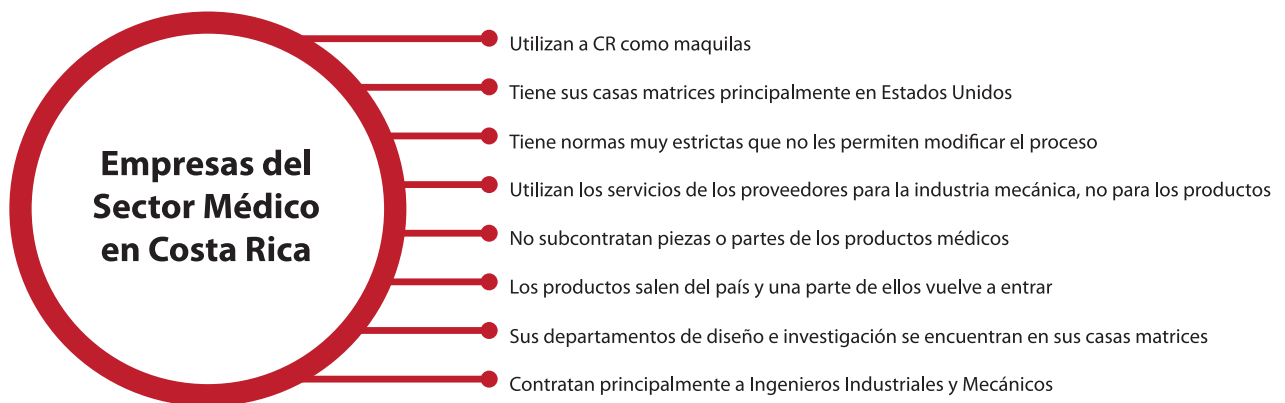 Empresas del
Sector Médico
en Costa Rica
Utilizan a CR como maquilas
Tiene sus casas matrices principalmente en Estados Unidos
Tiene normas muy estrictas que no les permiten modificar el proceso
Utilizan los servicios de los proveedores para la industria mecánica, no para los productos
No subcontratan piezas o partes de los productos médicos
Los productos salen del país y una parte de ellos vuelve a entrar
Sus departamentos de diseño e investigación se encuentran en sus casas matrices
Contratan principalmente a Ingenieros Industriales y Mecánicos